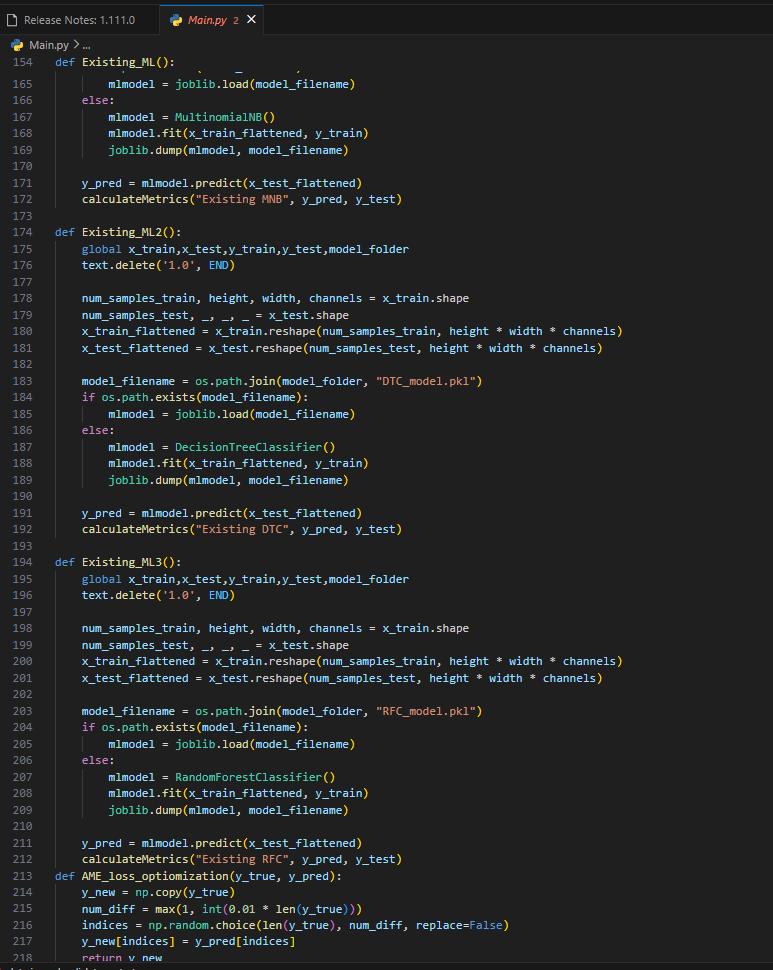 Release Notes: 1.111.0
Main.py 2
Main.py > ...
154 def Existing_ML():
165 mlmodel = joblib.load(model_filename)
166 else:
167 mlmodel = MultinomialNB()
168 mlmodel.fit(x_train_flattened, y_train)
169 joblib.dump(mlmodel, model_filename)
170
171 y_pred = mlmodel.predict(x_test_flattened)
172 calculateMetrics("Existing MNB", y_pred, y_test)
173
174 def Existing_ML2():
175 global x_train,x_test,y_train,y_test,model_folder
176 text.delete('1.0', END)
177
178 num_samples_train, height, width, channels = x_train.shape
179 num_samples_test, _, _, _ = x_test.shape
180 x_train_flattened = x_train.reshape(num_samples_train, height * width * channels)
181 x_test_flattened = x_test.reshape(num_samples_test, height * width * channels)
182
183 model_filename = os.path.join(model_folder, "DTC_model.pkl")
184 if os.path.exists(model_filename):
185 mlmodel = joblib.load(model_filename)
186 else:
187 mlmodel = DecisionTreeClassifier()
188 mlmodel.fit(x_train_flattened, y_train)
189 joblib.dump(mlmodel, model_filename)
190
191 y_pred = mlmodel.predict(x_test_flattened)
192 calculateMetrics("Existing DTC", y_pred, y_test)
193
194 def Existing_ML3():
195 global x_train,x_test,y_train,y_test,model_folder
196 text.delete('1.0', END)
197
198 num_samples_train, height, width, channels = x_train.shape
199 num_samples_test, _, _, _ = x_test.shape
200 x_train_flattened = x_train.reshape(num_samples_train, height * width * channels)
201 x_test_flattened = x_test.reshape(num_samples_test, height * width * channels)
202
203 model_filename = os.path.join(model_folder, "RFC_model.pkl")
204 if os.path.exists(model_filename):
205 mlmodel = joblib.load(model_filename)
206 else:
207 mlmodel = RandomForestClassifier()
208 mlmodel.fit(x_train_flattened, y_train)
209 joblib.dump(mlmodel, model_filename)
210
211 y_pred = mlmodel.predict(x_test_flattened)
212 calculateMetrics("Existing RFC", y_pred, y_test)
213 def AME_loss_optiomization(y_true, y_pred):
214 y_new = np.copy(y_true)
215 num_diff = max(1, int(0.01 * len(y_true)))
216 indices = np.random.choice(len(y_true), num_diff, replace=False)
217 y_new[indices] = y_pred[indices]
218 return y_new